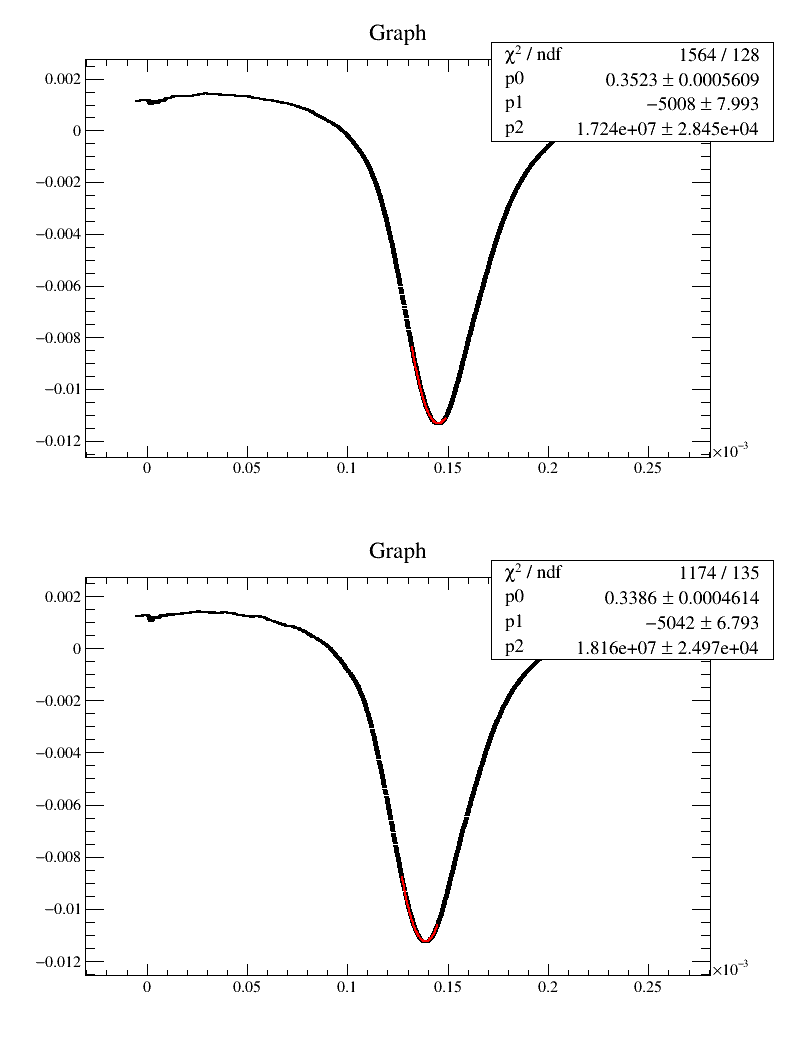 Graph
χ² / ndf 1564 / 128
p0 0.3523 ± 0.0005609
p1 −5008 ± 7.993
p2 1.724e+07 ± 2.845e+04
0.002
0
−0.002
−0.004
−0.006
−0.008
−0.01
−0.012
0 0.05 0.1 0.15 0.2 0.25
×10⁻³
Graph
χ² / ndf 1174 / 135
p0 0.3386 ± 0.0004614
p1 −5042 ± 6.793
p2 1.816e+07 ± 2.497e+04
0.002
0
−0.002
−0.004
−0.006
−0.008
−0.01
−0.012
0 0.05 0.1 0.15 0.2 0.25
×10⁻³